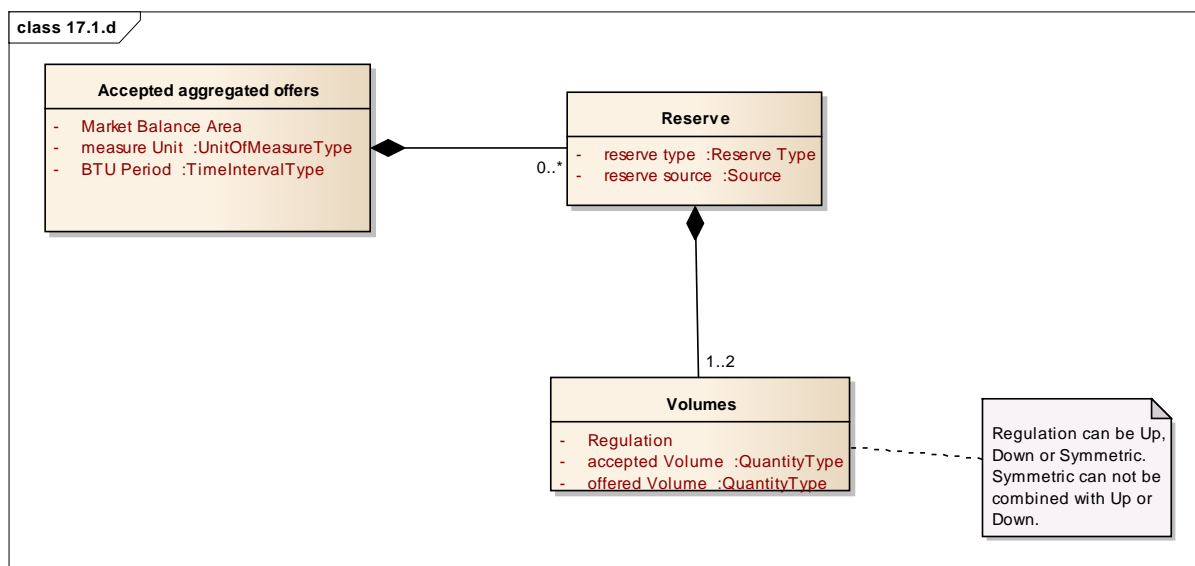 class 17.1.d
Accepted aggregated offers
- Market Balance Area
- measure Unit :UnitOfMeasureType
- BTU Period :TimeIntervalType
0..*
Reserve
- reserve type :Reserve Type
- reserve source :Source
1..2
Volumes
- Regulation
- accepted Volume :QuantityType
- offered Volume :QuantityType
Regulation can be Up,
Down or Symmetric.
Symmetric can not be
combined with Up or
Down.